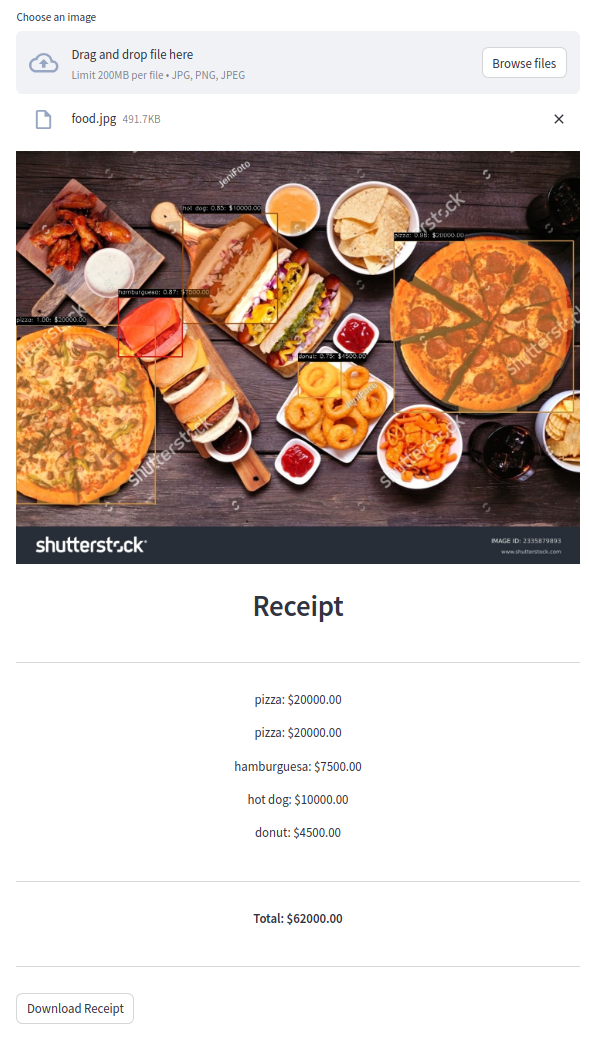 Choose an image
Drag and drop file here
Limit 200MB per file • JPG, PNG, JPEG
Browse files
food.jpg 491.7KB
JeniFoto
shutterstock
hot dog: 0.85: $10000.00
pizza: 0.98: $20000.00
hamburguesa: 0.87: $7500.00
pizza: 1.00: $20000.00
donut: 0.75: $4500.00
shutterstock
JeniFoto
shutterstock
shutterstock
shutterstock
IMAGE ID: 2335879893
www.shutterstock.com
Receipt
pizza: $20000.00
pizza: $20000.00
hamburguesa: $7500.00
hot dog: $10000.00
donut: $4500.00
Total: $62000.00
Download Receipt